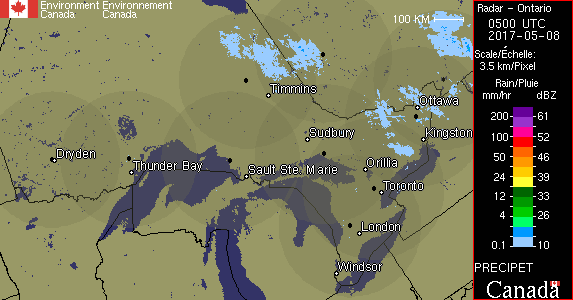 Environment Environnement
Canada Canada
Radar - Ontario
0500 UTC
2017-05-08
100 KM
Scale/Échelle:
3.5 km/Pixel
Rain/Pluie
mm/hr dBZ
200 61
100 52
50 46
24 39
12 33
4 26
0.1 10
PRECIPET
Canada
Timmins
Ottawa
Sudbury
Kingston
Dryden
Thunder Bay
Sault Ste. Marie
Orillia
Toronto
London
Windsor